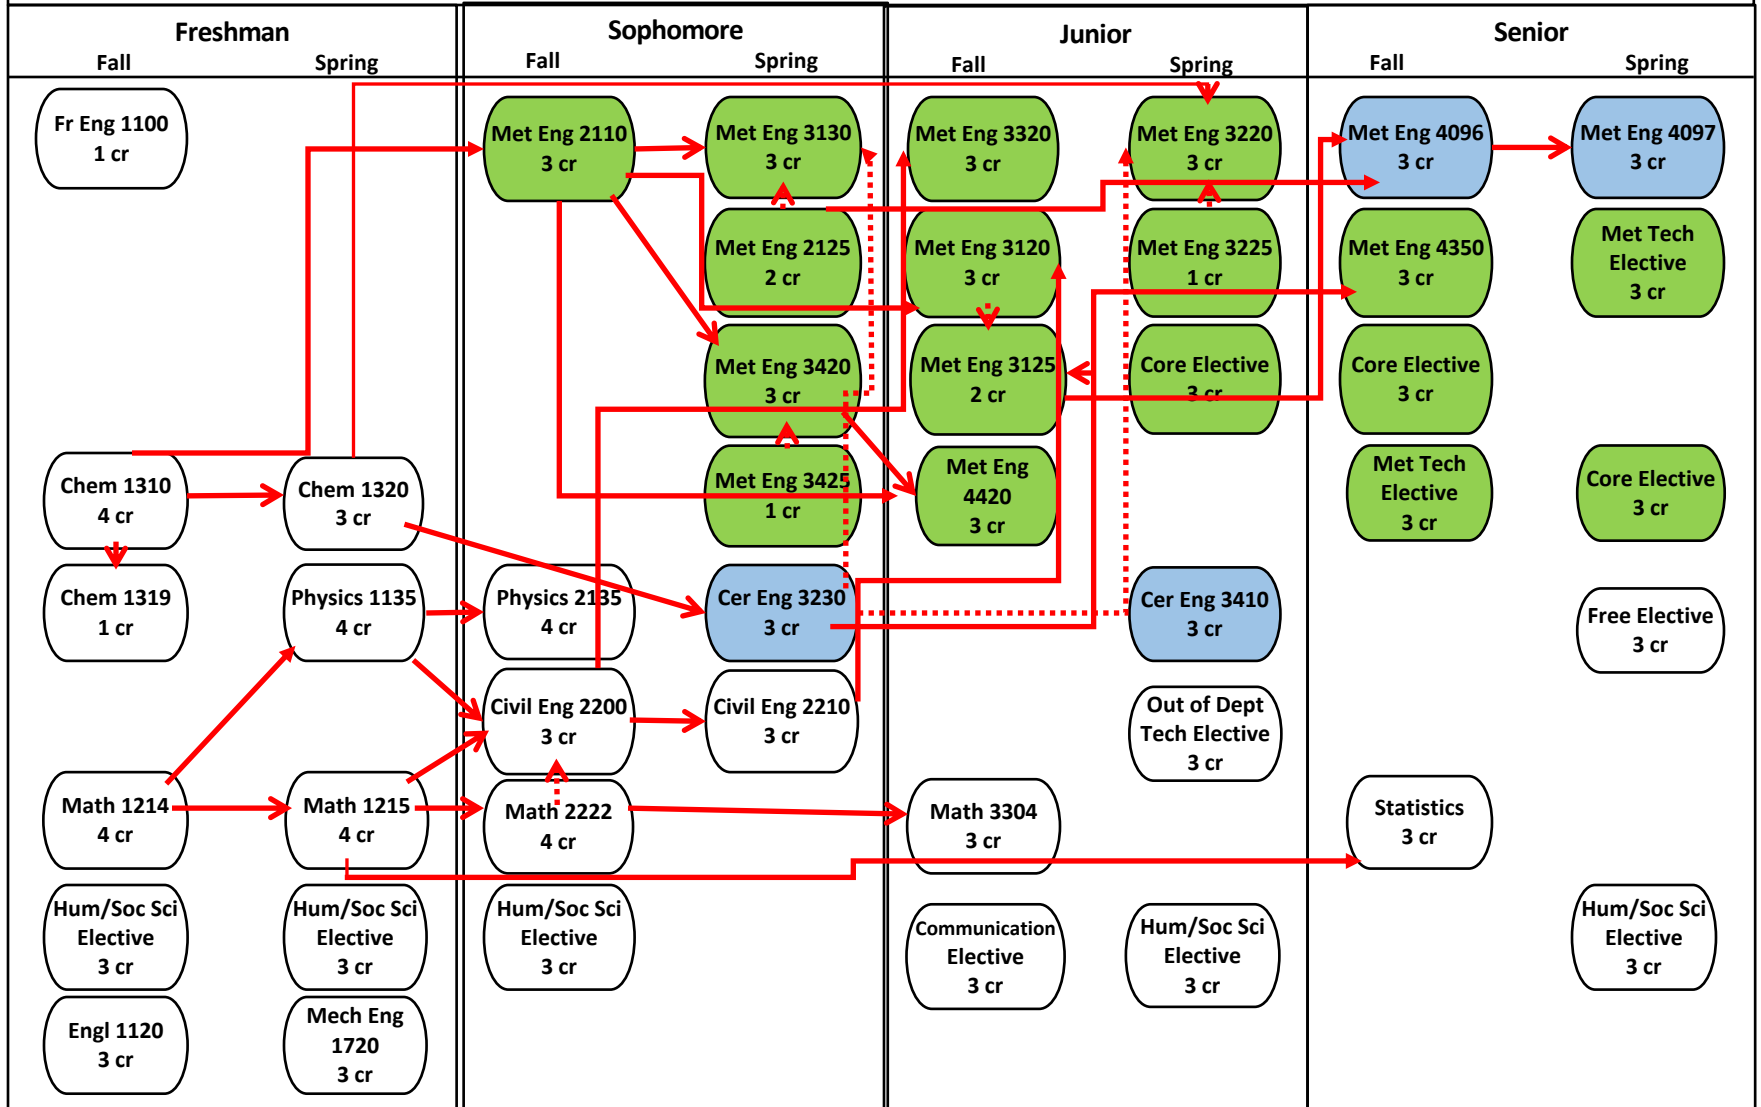 Freshman
Fall
Spring
Fr Eng 1100
1 cr
Chem 1310
4 cr
Chem 1319
1 cr
Math 1214
4 cr
Hum/Soc Sci
Elective
3 cr
Engl 1120
3 cr
Chem 1320
3 cr
Physics 1135
4 cr
Math 1215
4 cr
Hum/Soc Sci
Elective
3 cr
Mech Eng
1720
3 cr
Sophomore
Fall
Spring
Met Eng 2110
3 cr
Physics 2135
4 cr
Civil Eng 2200
3 cr
Math 2222
4 cr
Hum/Soc Sci
Elective
3 cr
Met Eng 3130
3 cr
Met Eng 2125
2 cr
Met Eng 3420
3 cr
Met Eng 3425
1 cr
Cer Eng 3230
3 cr
Civil Eng 2210
3 cr
Junior
Fall
Spring
Met Eng 3320
3 cr
Met Eng 3120
3 cr
Met Eng 3125
2 cr
Met Eng
4420
3 cr
Math 3304
3 cr
Communication
Elective
3 cr
Met Eng 3220
3 cr
Met Eng 3225
1 cr
Core Elective
3 cr
Cer Eng 3410
3 cr
Out of Dept
Tech Elective
3 cr
Hum/Soc Sci
Elective
3 cr
Senior
Fall
Spring
Met Eng 4096
3 cr
Met Eng 4350
3 cr
Core Elective
3 cr
Met Tech
Elective
3 cr
Statistics
3 cr
Met Eng 4097
3 cr
Met Tech
Elective
3 cr
Core Elective
3 cr
Free Elective
3 cr
Hum/Soc Sci
Elective
3 cr